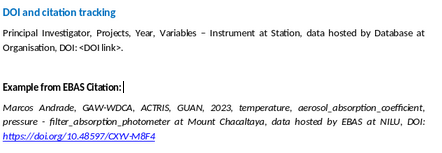 DOI and citation tracking
Principal Investigator, Projects, Year, Variables – Instrument at Station, data hosted by Database at
Organisation, DOI: <DOI link>.
Example from EBAS Citation:
Marcos Andrade, GAW-WDCA, ACTRIS, GUAN, 2023, temperature, aerosol_absorption_coefficient,
pressure - filter_absorption_photometer at Mount Chacaltaya, data hosted by EBAS at NILU, DOI:
https://doi.org/10.48597/CXYV-M8F4